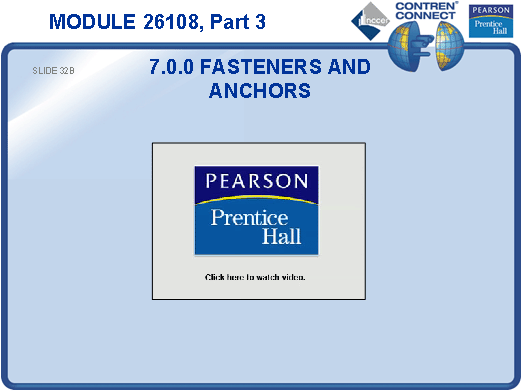 MODULE 26108, Part 3
nccer
CONTREN®
CONNECT
PEARSON
Prentice
Hall
SLIDE 32B
7.0.0 FASTENERS AND
ANCHORS
PEARSON
Prentice
Hall
Click here to watch video.